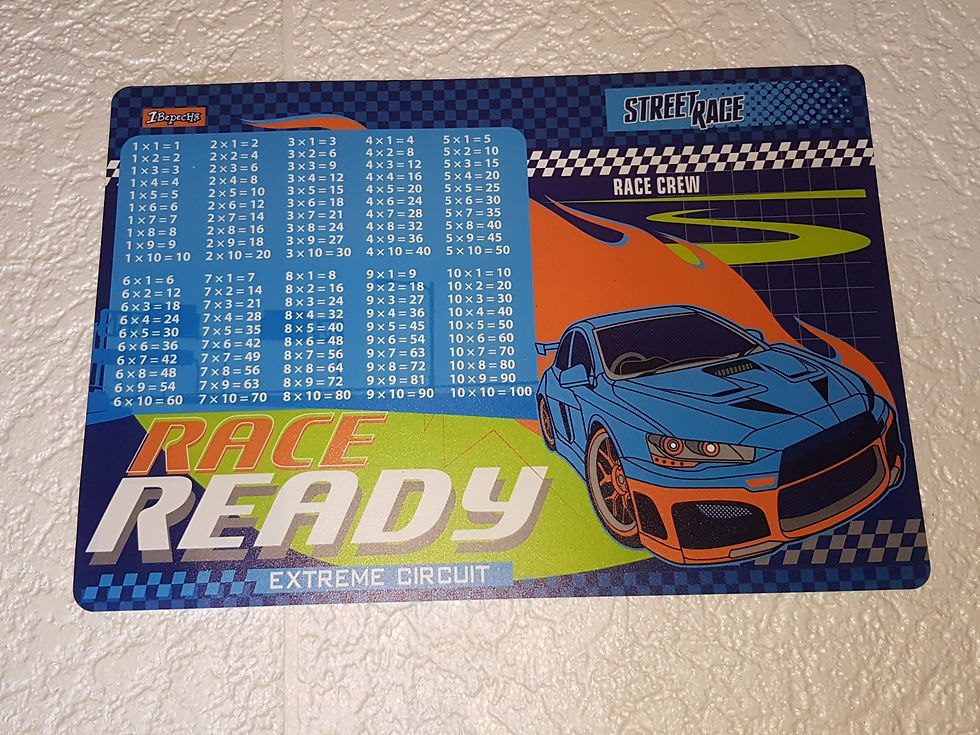 1 Вересня
STREET RACE
RACE CREW
1 × 1 = 1 2 × 1 = 2 3 × 1 = 3 4 × 1 = 4 5 × 1 = 5
1 × 2 = 2 2 × 2 = 4 3 × 2 = 6 4 × 2 = 8 5 × 2 = 10
1 × 3 = 3 2 × 3 = 6 3 × 3 = 9 4 × 3 = 12 5 × 3 = 15
1 × 4 = 4 2 × 4 = 8 3 × 4 = 12 4 × 4 = 16 5 × 4 = 20
1 × 5 = 5 2 × 5 = 10 3 × 5 = 15 4 × 5 = 20 5 × 5 = 25
1 × 6 = 6 2 × 6 = 12 3 × 6 = 18 4 × 6 = 24 5 × 6 = 30
1 × 7 = 7 2 × 7 = 14 3 × 7 = 21 4 × 7 = 28 5 × 7 = 35
1 × 8 = 8 2 × 8 = 16 3 × 8 = 24 4 × 8 = 32 5 × 8 = 40
1 × 9 = 9 2 × 9 = 18 3 × 9 = 27 4 × 9 = 36 5 × 9 = 45
1 × 10 = 10 2 × 10 = 20 3 × 10 = 30 4 × 10 = 40 5 × 10 = 50
6 × 1 = 6 7 × 1 = 7 8 × 1 = 8 9 × 1 = 9 10 × 1 = 10
6 × 2 = 12 7 × 2 = 14 8 × 2 = 16 9 × 2 = 18 10 × 2 = 20
6 × 3 = 18 7 × 3 = 21 8 × 3 = 24 9 × 3 = 27 10 × 3 = 30
6 × 4 = 24 7 × 4 = 28 8 × 4 = 32 9 × 4 = 36 10 × 4 = 40
6 × 5 = 30 7 × 5 = 35 8 × 5 = 40 9 × 5 = 45 10 × 5 = 50
6 × 6 = 36 7 × 6 = 42 8 × 6 = 48 9 × 6 = 54 10 × 6 = 60
6 × 7 = 42 7 × 7 = 49 8 × 7 = 56 9 × 7 = 63 10 × 7 = 70
6 × 8 = 48 7 × 8 = 56 8 × 8 = 64 9 × 8 = 72 10 × 8 = 80
6 × 9 = 54 7 × 9 = 63 8 × 9 = 72 9 × 9 = 81 10 × 9 = 90
6 × 10 = 60 7 × 10 = 70 8 × 10 = 80 9 × 10 = 90 10 × 10 = 100
RACE
READY
EXTREME CIRCUIT